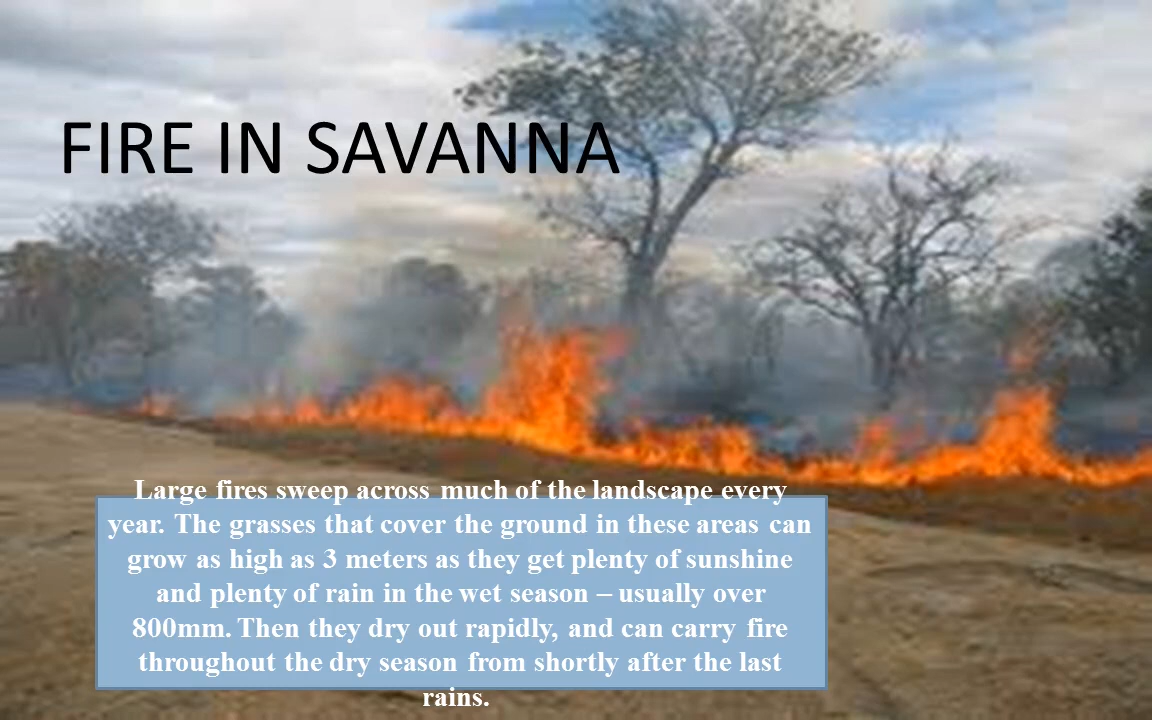 FIRE IN SAVANNA
Large fires sweep across much of the landscape every
year. The grasses that cover the ground in these areas can
grow as high as 3 meters as they get plenty of sunshine
and plenty of rain in the wet season – usually over
800mm. Then they dry out rapidly, and can carry fire
throughout the dry season from shortly after the last
rains.